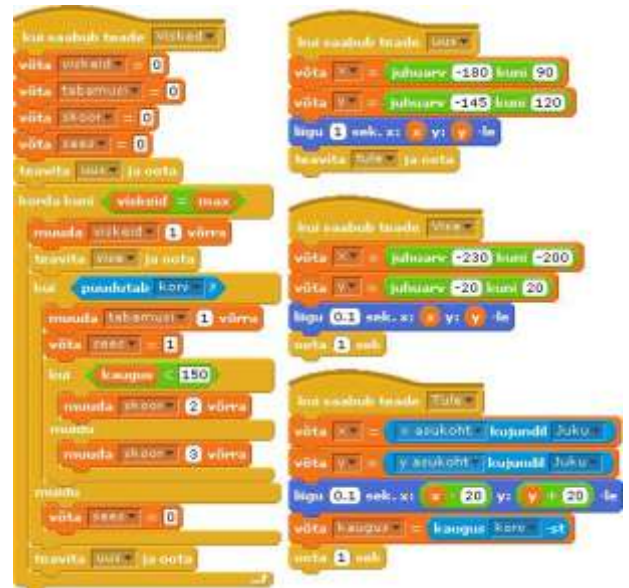 kui saabub teade Visked
võta viskeid = 0
võta tabamusi = 0
võta skoor = 0
võta sees = 0
teavita uus ja oota
korda kuni viskeid = max
muuda viskeid 1 võrra
teavita Vise ja oota
kui puudutab korv ?
muuda tabamusi 1 võrra
võta sees = 1
kui kaugus < 150
muuda skoor 2 võrra
muidu
muuda skoor 3 võrra
muidu
võta sees = 0
teavita uus ja oota
kui saabub teade uus
võta X = juhuarv -180 kuni 90
võta Y = juhuarv -145 kuni 120
liigu 1 sek. x: x y: y -le
teavita Tule ja oota
kui saabub teade Vise
võta X = juhuarv -230 kuni -200
võta Y = juhuarv -20 kuni 20
liigu 0.1 sek. x: x y: y -le
oota 1 sek
kui saabub teade Tule
võta X = x asukoht kujundil Juku
võta Y = y asukoht kujundil Juku
liigu 0.1 sek. x: x 20 y: y + 20 -le
võta kaugus = kaugus korv -st
oota 1 sek